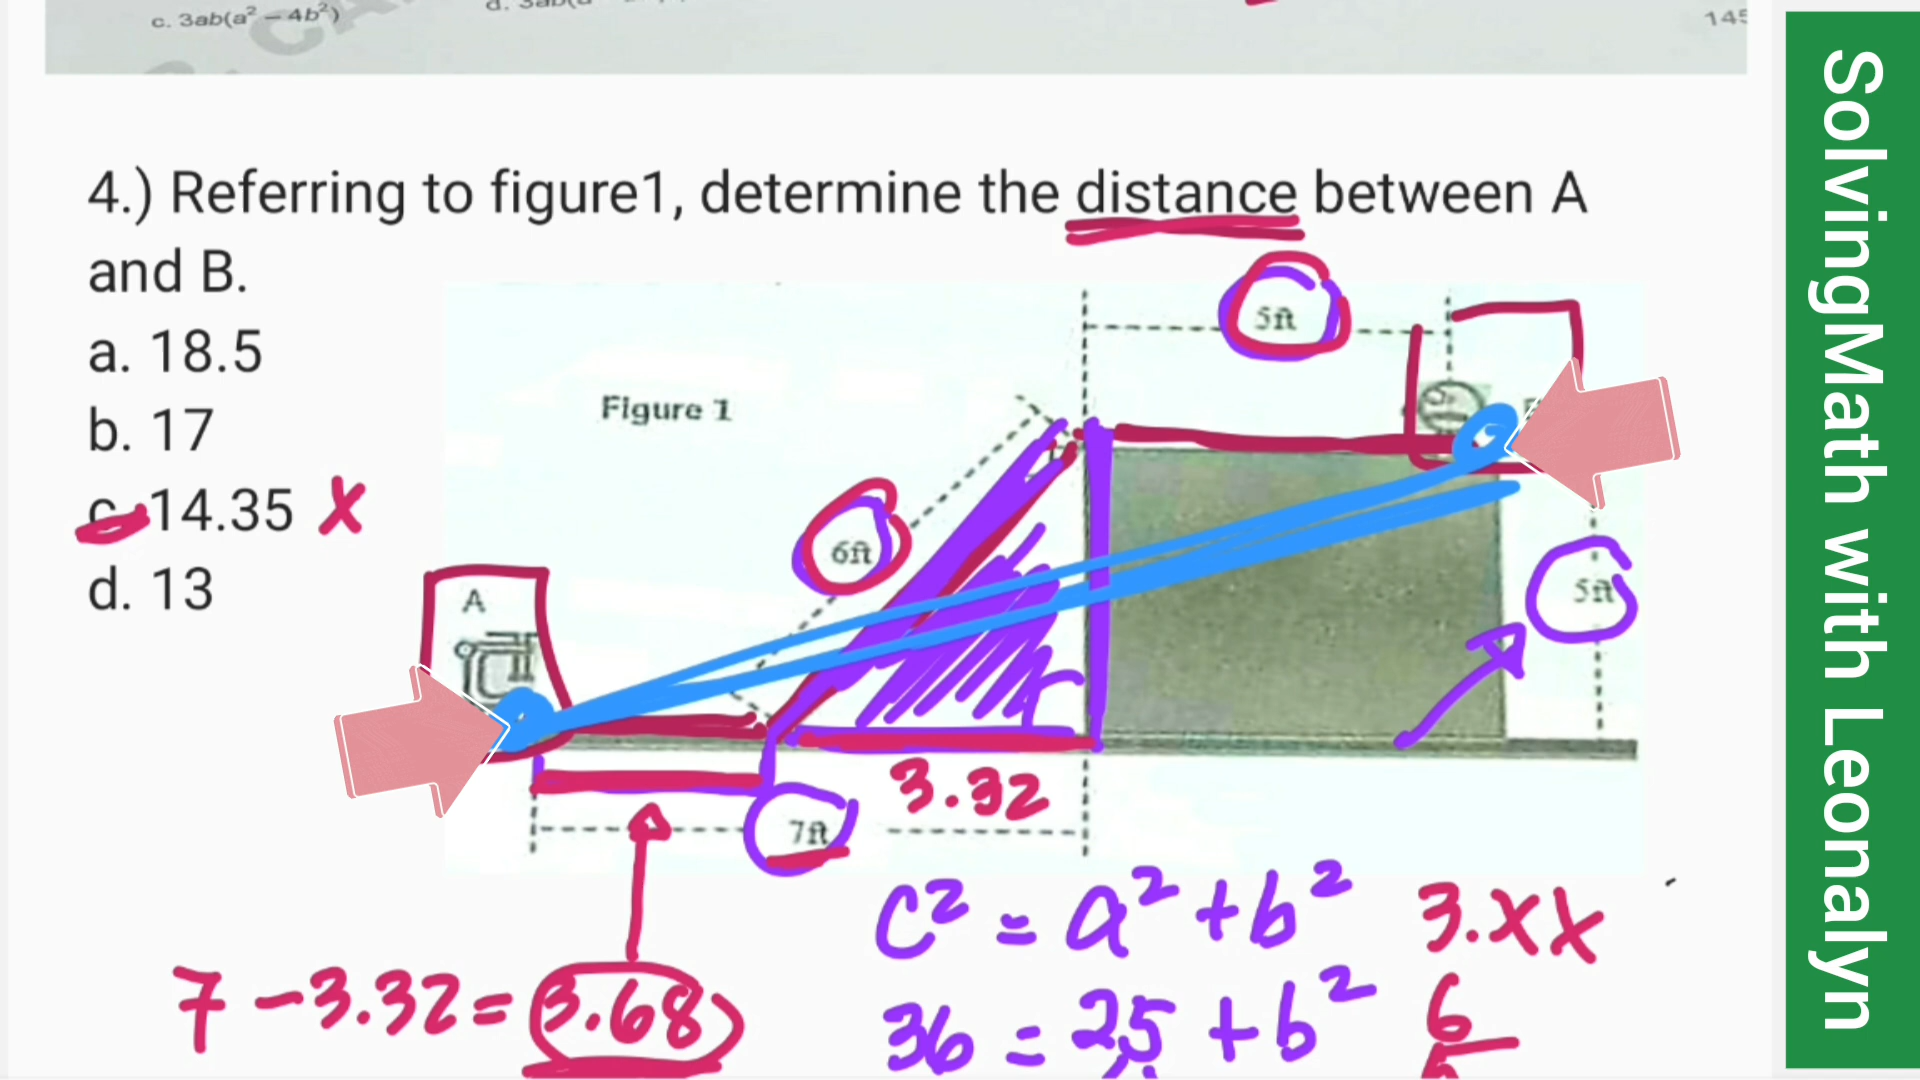 c. 3ab(a² – 4b²)
4.) Referring to figure1, determine the distance between A
and B.
a. 18.5
b. 17
c. 14.35 x
d. 13
Figure 1
5ft
6ft
A
5ft
7ft
3.32
c² = a² + b²
3.xx
7 - 3.32 = 3.68
36 = 25 + b²
6
SolvingMath with Leonalyn